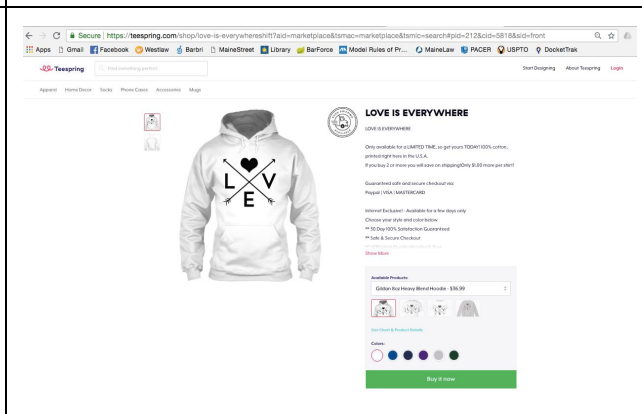 Secure | https://teespring.com/shop/love-is-everywhereshift?aid=marketplace&tsmac=marketplace&tsmic=search#pid=212&cid=5818&sid=front
Apps Gmail Facebook Westlaw Barbri MaineStreet Library BarForce Model Rules of Pr... MaineLaw PACER USPTO DocketTrak
Teespring
Start Designing About Teespring Login
Apparel Home Decor Socks Phone Cases Accessories Mugs
L V
E
LOVE IS EVERYWHERE
LOVE IS EVERYWHERE
Only available for a LIMITED TIME, so get yours TODAY! 100% cotton,
printed right here in the U.S.A.
If you buy 2 or more you will save on shipping!Only $1.00 more per shirt!
Guaranteed safe and secure checkout via:
Paypal | VISA | MASTERCARD
Internet Exclusive! - Available for a few days only
Choose your style and color below
** 30 Day 100% Satisfaction Guaranteed
** Safe & Secure Checkout
Show More
Available Products:
Gildan 8oz Heavy Blend Hoodie - $36.99
Size Chart & Product Details
Colors:
Buy it now